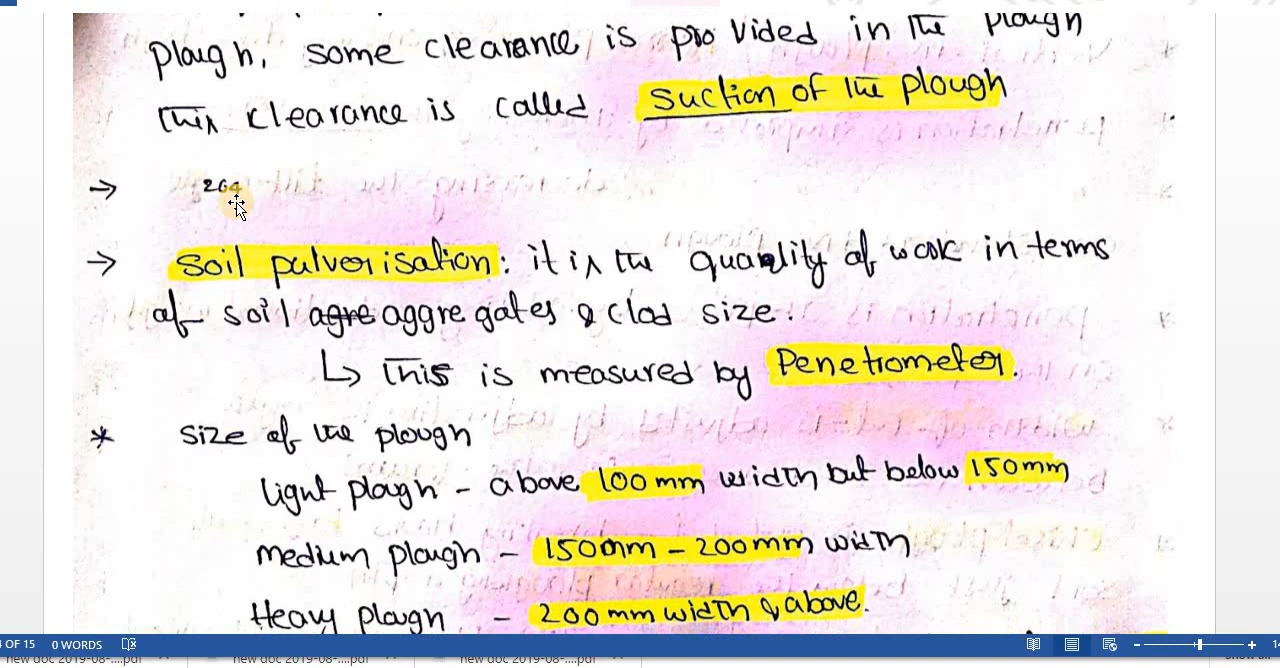 plough, some clearance is provided in the plough
this clearance is called suction of the plough
→ 264
→ Soil pulverisation: it is the quality of work in terms
of soil agre aggregates & clod size.
↳ This is measured by Penetrometer.
* Size of the plough
light plough - above 100mm width but below 150mm
medium plough - 150mm - 200mm width
Heavy plough - 200mm width & above.
OF 15 0 WORDS
new doc 2019-08-....pdf new doc 2019-08-....pdf new doc 2019-08-....pdf